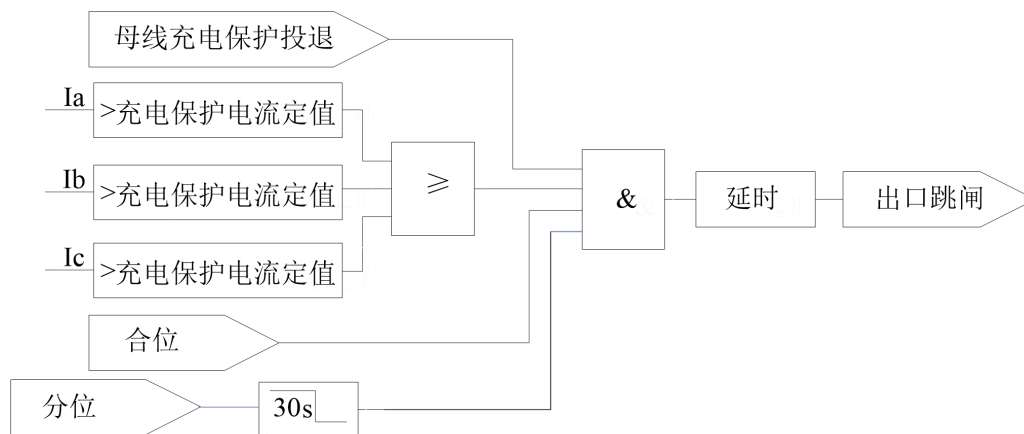 母线充电保护投退
Ia
>充电保护电流定值
Ib
>充电保护电流定值
Ic
>充电保护电流定值
≥
&
延时
出口跳闸
合位
分位
30s